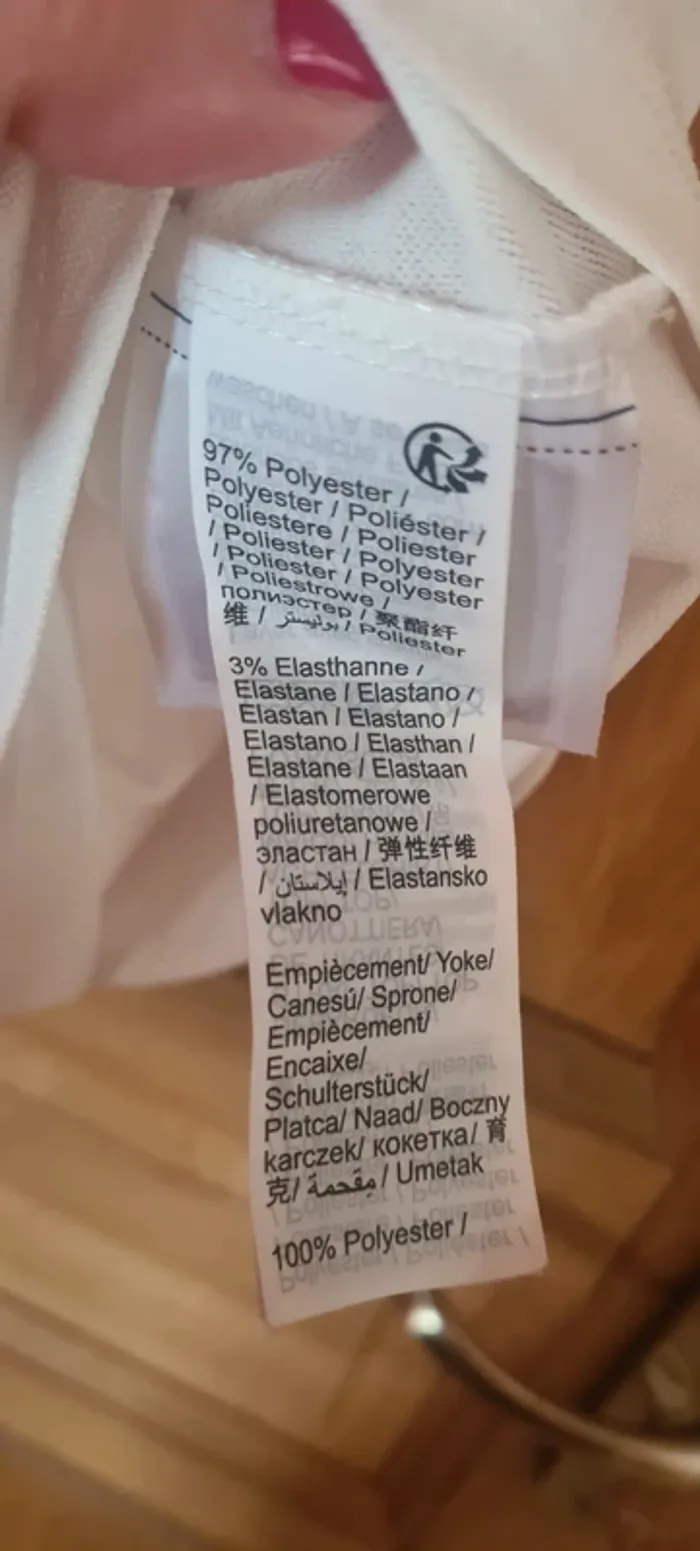 97% Polyester /
Polyester / Poliéster /
Poliestere / Poliester
/ Poliester / Polyester
/ Poliester / Polyester
/ Poliestrowe /
полиэстер / 聚酯纤
维 / بوليستر / Poliester
3% Elasthanne /
Elastane / Elastano /
Elastan / Elastano /
Elastano / Elasthan /
Elastane / Elastaan
/ Elastomerowe
poliuretanowe /
эластан / 弹性纤维
/ إيلاستان / Elastansko
vlakno
Empiècement/ Yoke/
Canesú/ Sprone/
Empiècement/
Encaixe/
Schulterstück/
Platca/ Naad/ Boczny
karczek/ кокетка/ 育
克/ مقحمة / Umetak
100% Polyester /